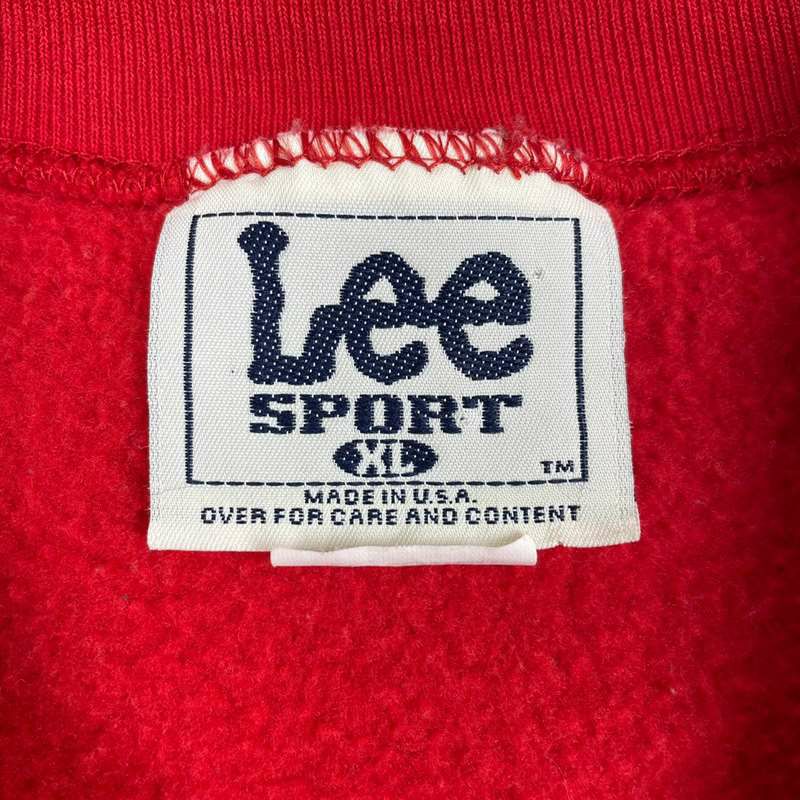 Lee
SPORT
XL
TM
MADE IN U.S.A.
OVER FOR CARE AND CONTENT